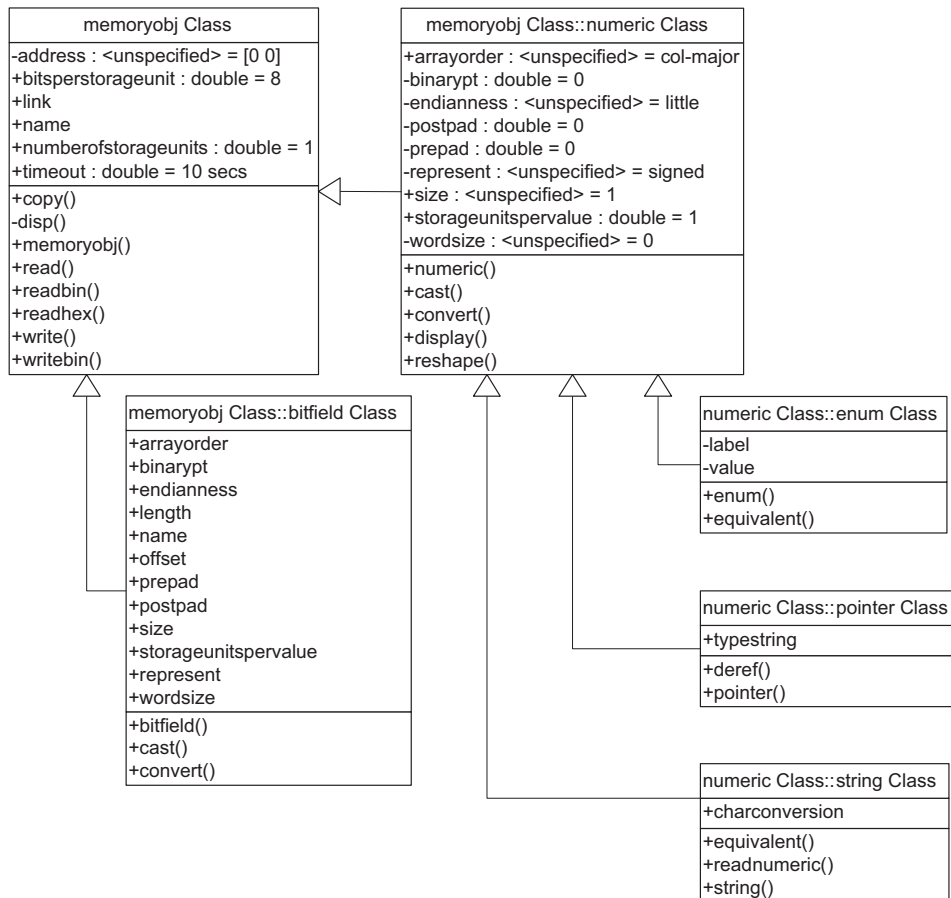 memoryobj Class
-address : <unspecified> = [0 0]
+bitsperstorageunit : double = 8
+link
+name
+numberofstorageunits : double = 1
+timeout : double = 10 secs
+copy()
-disp()
+memoryobj()
+read()
+readbin()
+readhex()
+write()
+writebin()
memoryobj Class::numeric Class
+arrayorder : <unspecified> = col-major
-binarypt : double = 0
-endianness : <unspecified> = little
-postpad : double = 0
-prepad : double = 0
-represent : <unspecified> = signed
+size : <unspecified> = 1
+storageunitspervalue : double = 1
-wordsize : <unspecified> = 0
+numeric()
+cast()
+convert()
+display()
+reshape()
memoryobj Class::bitfield Class
+arrayorder
+binarypt
+endianness
+length
+name
+offset
+prepad
+postpad
+size
+storageunitspervalue
+represent
+wordsize
+bitfield()
+cast()
+convert()
numeric Class::enum Class
-label
-value
+enum()
+equivalent()
numeric Class::pointer Class
+typestring
+deref()
+pointer()
numeric Class::string Class
+charconversion
+equivalent()
+readnumeric()
+string()